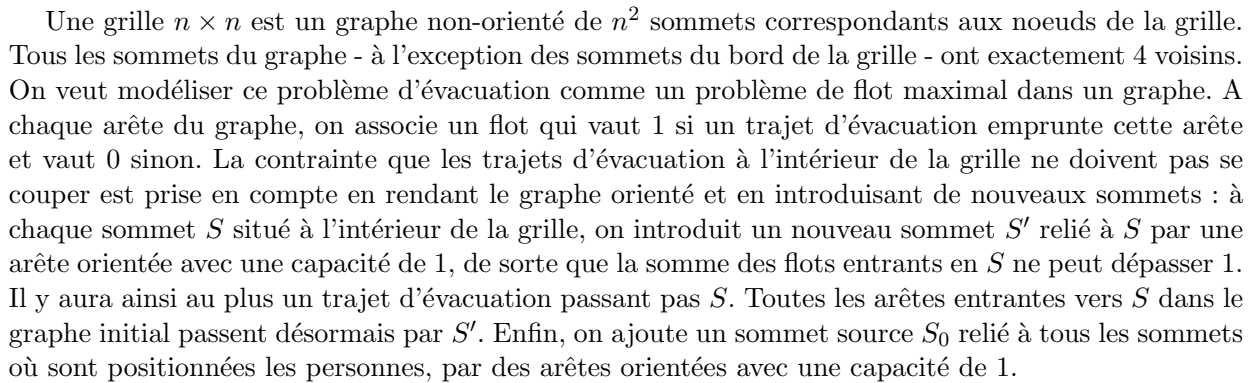 Une grille n × n est un graphe non-orienté de n² sommets correspondants aux noeuds de la grille.
Tous les sommets du graphe - à l'exception des sommets du bord de la grille - ont exactement 4 voisins.
On veut modéliser ce problème d'évacuation comme un problème de flot maximal dans un graphe. A
chaque arête du graphe, on associe un flot qui vaut 1 si un trajet d'évacuation emprunte cette arête
et vaut 0 sinon. La contrainte que les trajets d'évacuation à l'intérieur de la grille ne doivent pas se
couper est prise en compte en rendant le graphe orienté et en introduisant de nouveaux sommets : à
chaque sommet S situé à l'intérieur de la grille, on introduit un nouveau sommet S′ relié à S par une
arête orientée avec une capacité de 1, de sorte que la somme des flots entrants en S ne peut dépasser 1.
Il y aura ainsi au plus un trajet d'évacuation passant pas S. Toutes les arêtes entrantes vers S dans le
graphe initial passent désormais par S′. Enfin, on ajoute un sommet source S₀ relié à tous les sommets
où sont positionnées les personnes, par des arêtes orientées avec une capacité de 1.